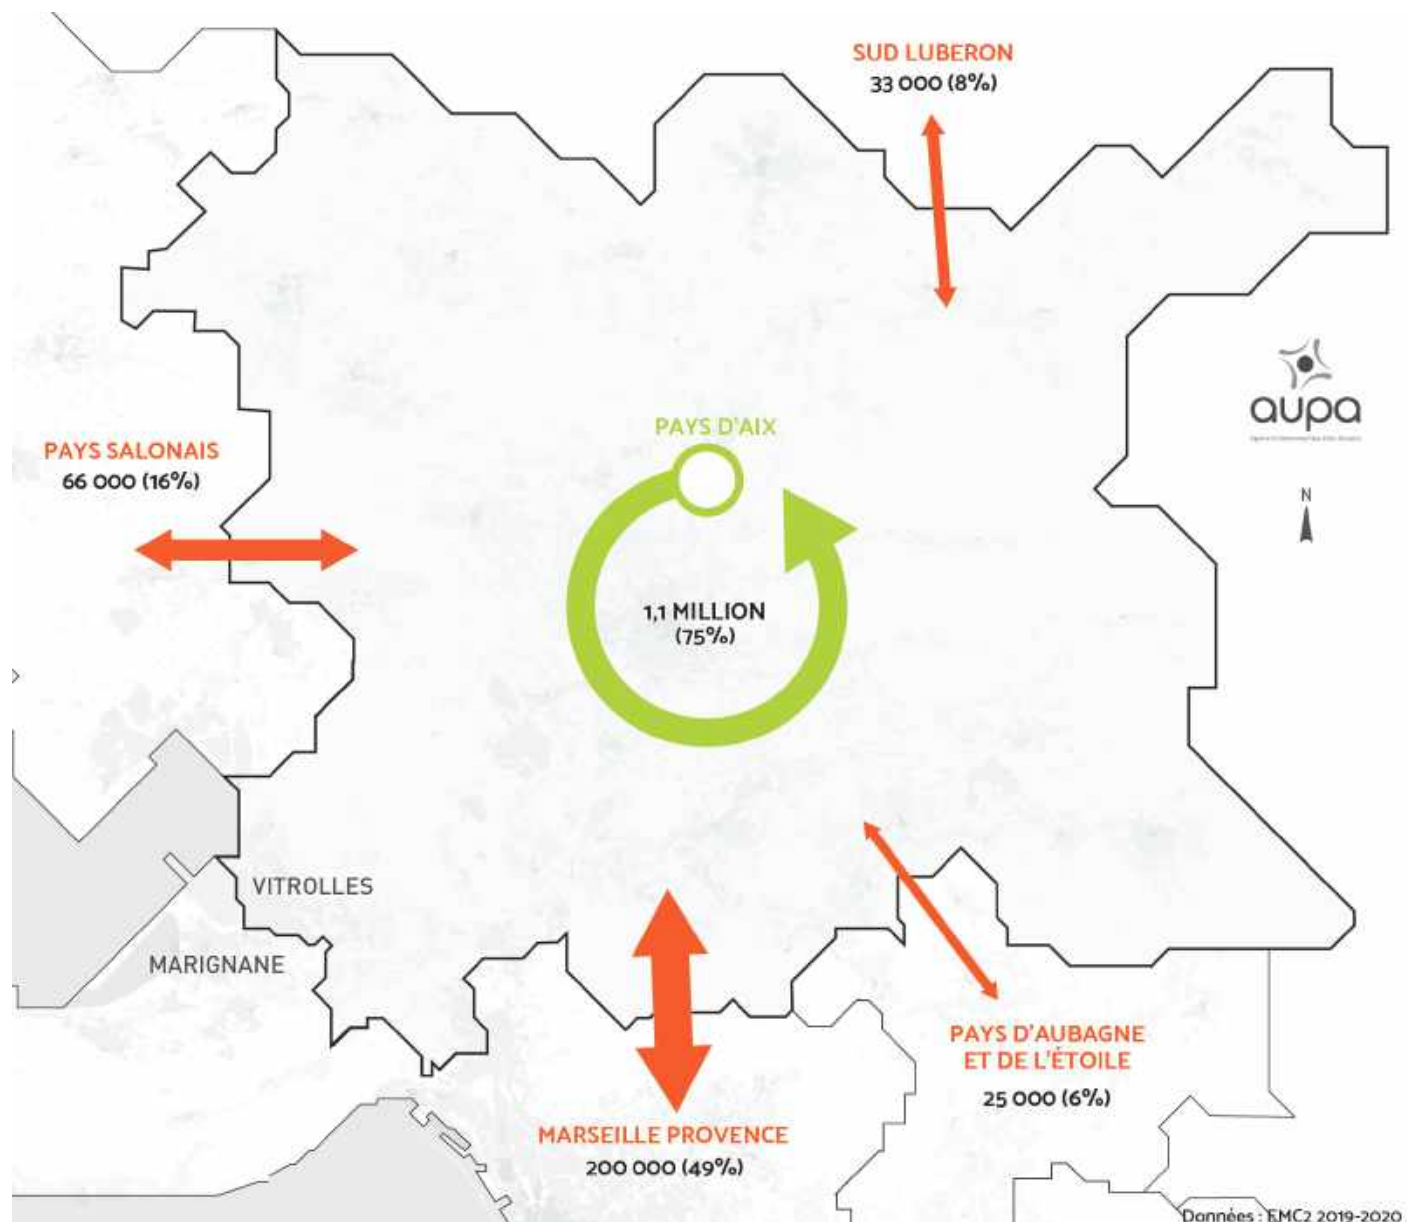 SUD LUBERON
33 000 (8%)
PAYS D'AIX
aupa
PAYS SALONAIS
66 000 (16%)
N
1,1 MILLION
(75%)
VITROLLES
MARIGNANE
PAYS D'AUBAGNE
ET DE L'ÉTOILE
25 000 (6%)
MARSEILLE PROVENCE
200 000 (49%)
Données : EMC2 2019-2020